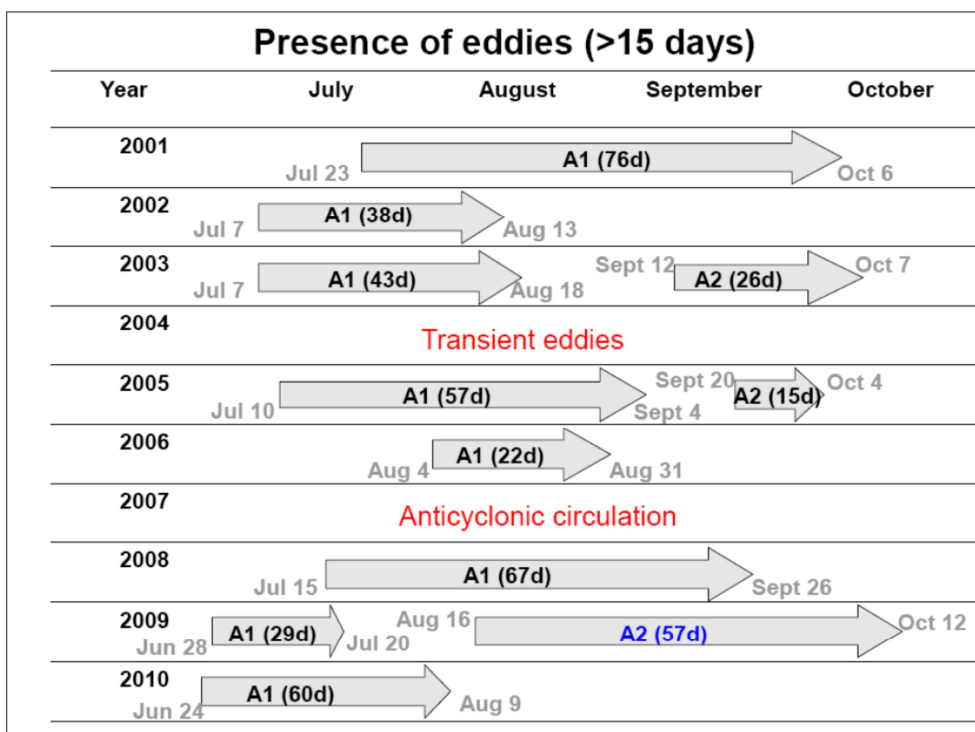 Presence of eddies (>15 days)
Year July August September October
2001 Jul 23 A1 (76d) Oct 6
2002 Jul 7 A1 (38d) Aug 13
2003 Jul 7 A1 (43d) Aug 18 Sept 12 A2 (26d) Oct 7
2004 Transient eddies
2005 Jul 10 A1 (57d) Sept 4 Sept 20 A2 (15d) Oct 4
2006 Aug 4 A1 (22d) Aug 31
2007 Anticyclonic circulation
2008 Jul 15 A1 (67d) Sept 26
2009 Jun 28 A1 (29d) Jul 20 Aug 16 A2 (57d) Oct 12
2010 Jun 24 A1 (60d) Aug 9